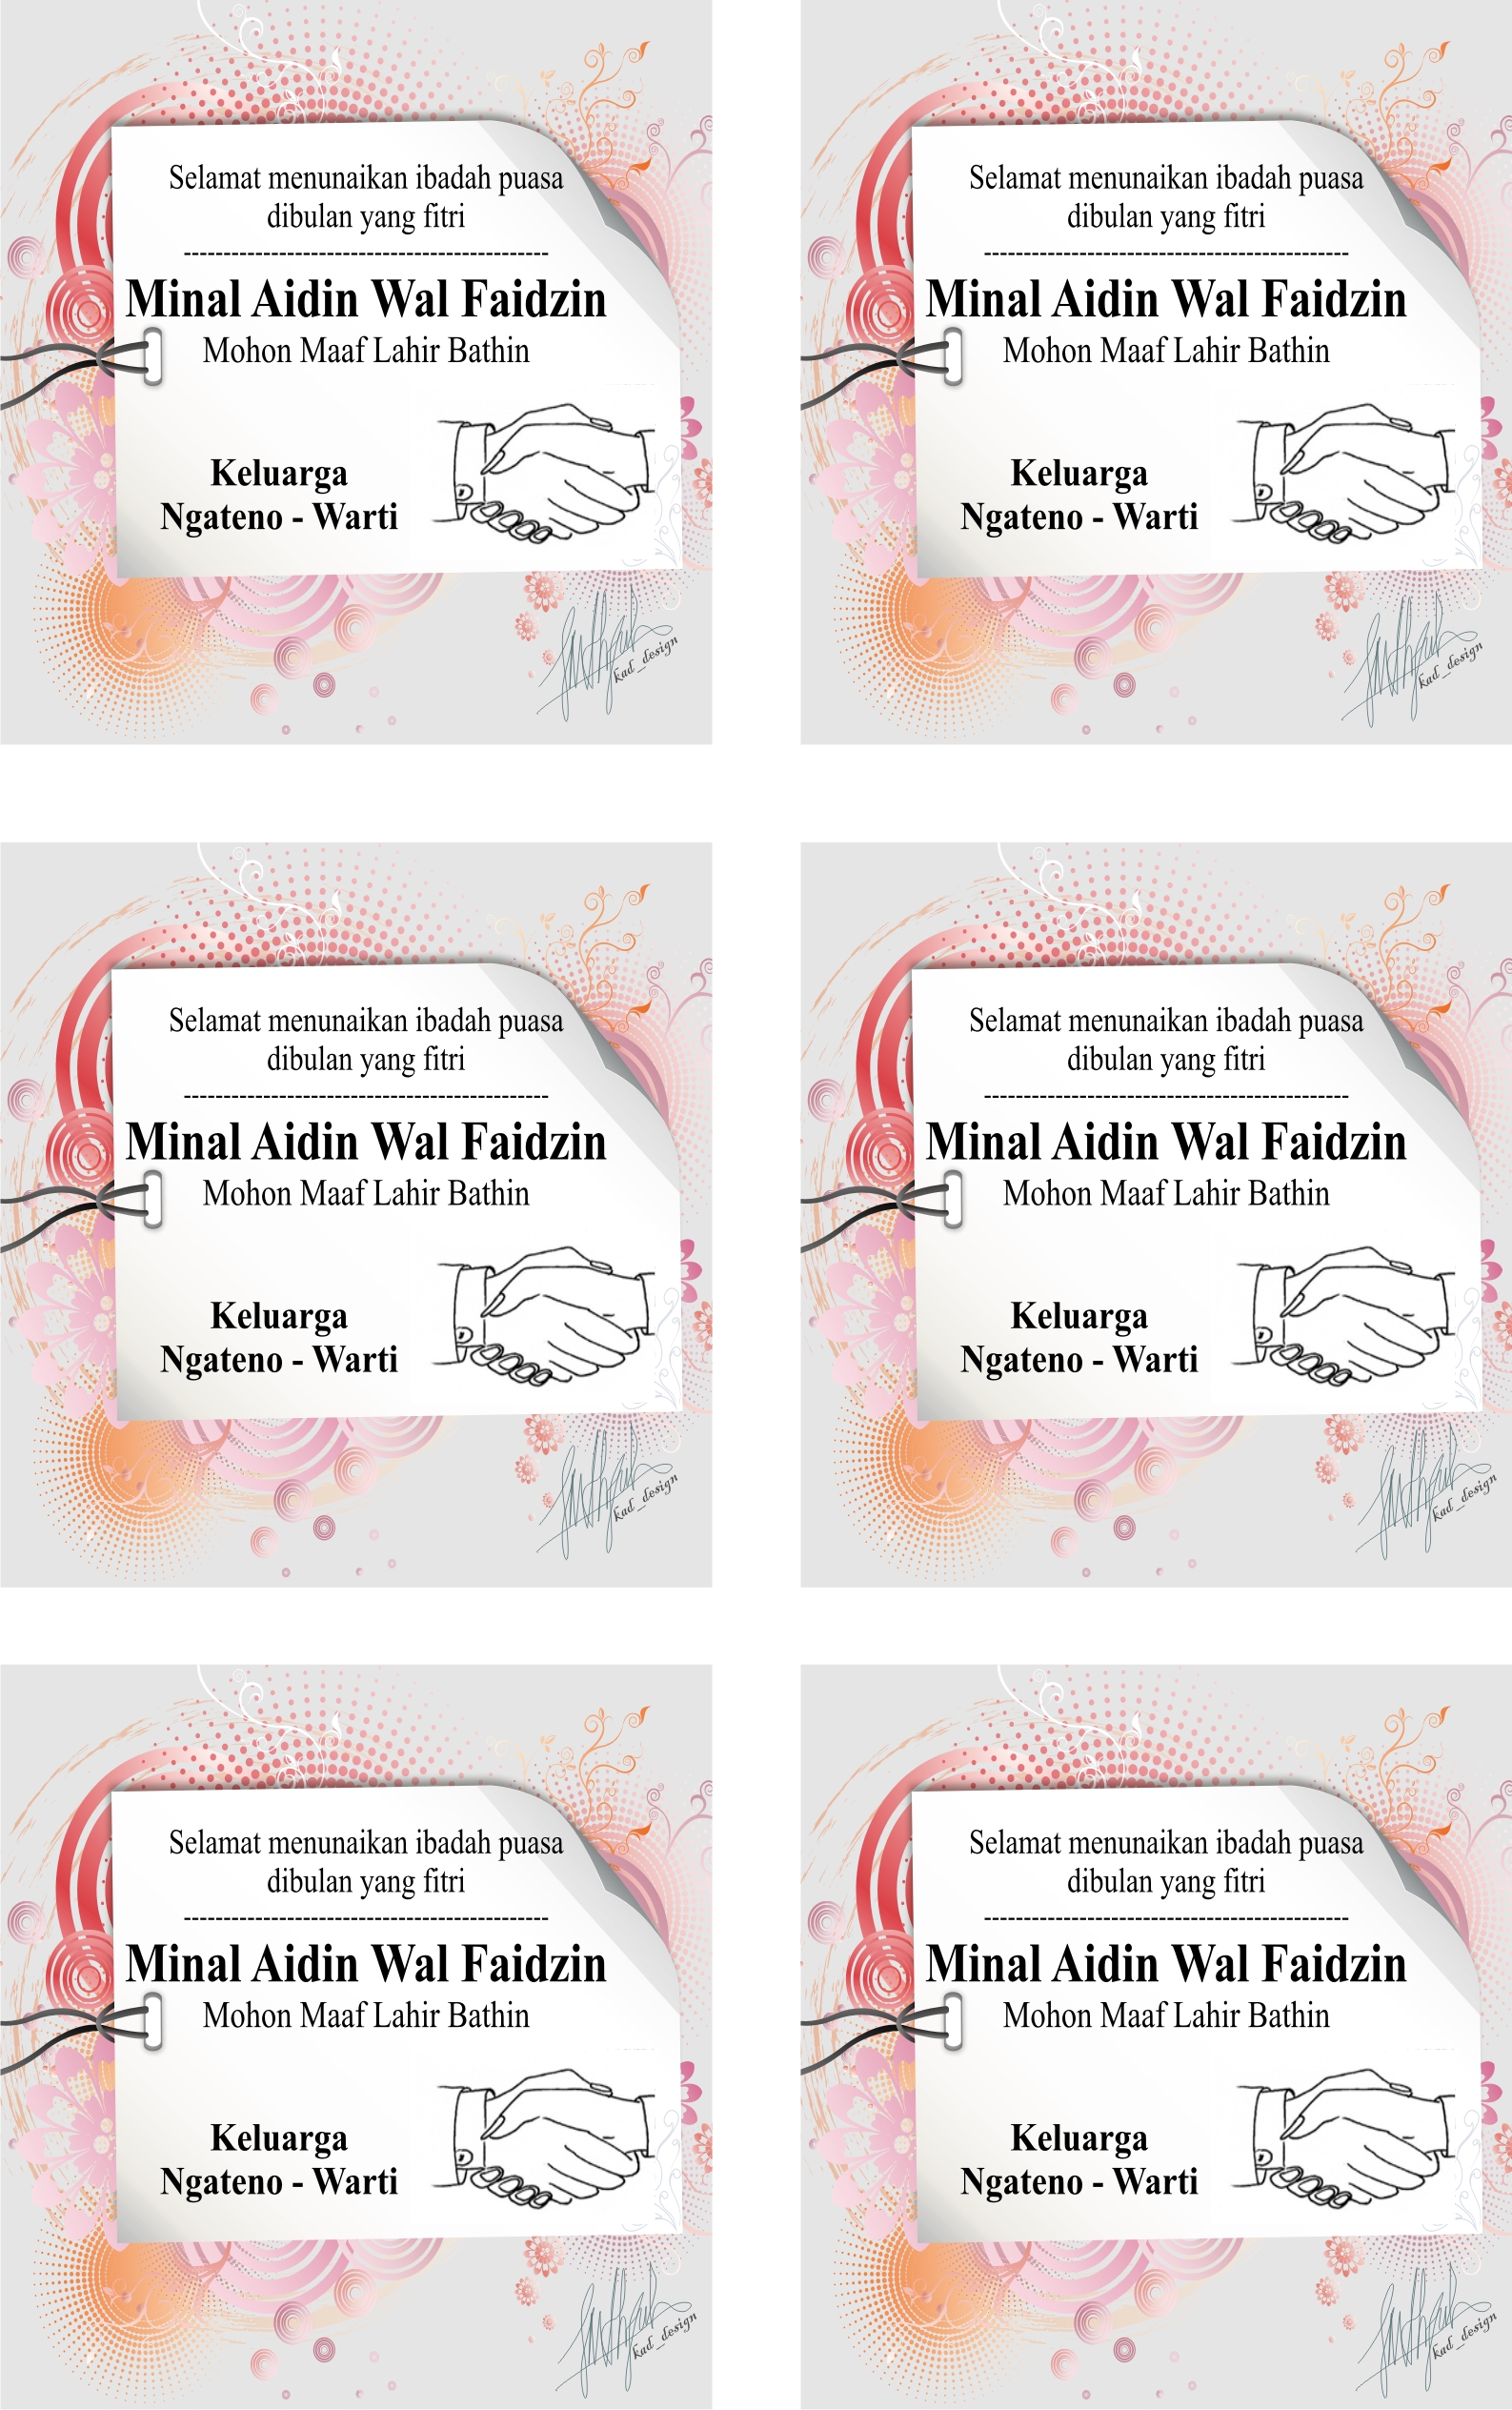 Selamat menunaikan ibadah puasa
dibulan yang fitri
-----------------------------------------------
Minal Aidin Wal Faidzin
Mohon Maaf Lahir Bathin
Keluarga
Ngateno - Warti
kad_design
Selamat menunaikan ibadah puasa
dibulan yang fitri
-----------------------------------------------
Minal Aidin Wal Faidzin
Mohon Maaf Lahir Bathin
Keluarga
Ngateno - Warti
kad_design
Selamat menunaikan ibadah puasa
dibulan yang fitri
-----------------------------------------------
Minal Aidin Wal Faidzin
Mohon Maaf Lahir Bathin
Keluarga
Ngateno - Warti
kad_design
Selamat menunaikan ibadah puasa
dibulan yang fitri
-----------------------------------------------
Minal Aidin Wal Faidzin
Mohon Maaf Lahir Bathin
Keluarga
Ngateno - Warti
kad_design
Selamat menunaikan ibadah puasa
dibulan yang fitri
-----------------------------------------------
Minal Aidin Wal Faidzin
Mohon Maaf Lahir Bathin
Keluarga
Ngateno - Warti
kad_design
Selamat menunaikan ibadah puasa
dibulan yang fitri
-----------------------------------------------
Minal Aidin Wal Faidzin
Mohon Maaf Lahir Bathin
Keluarga
Ngateno - Warti
kad_design